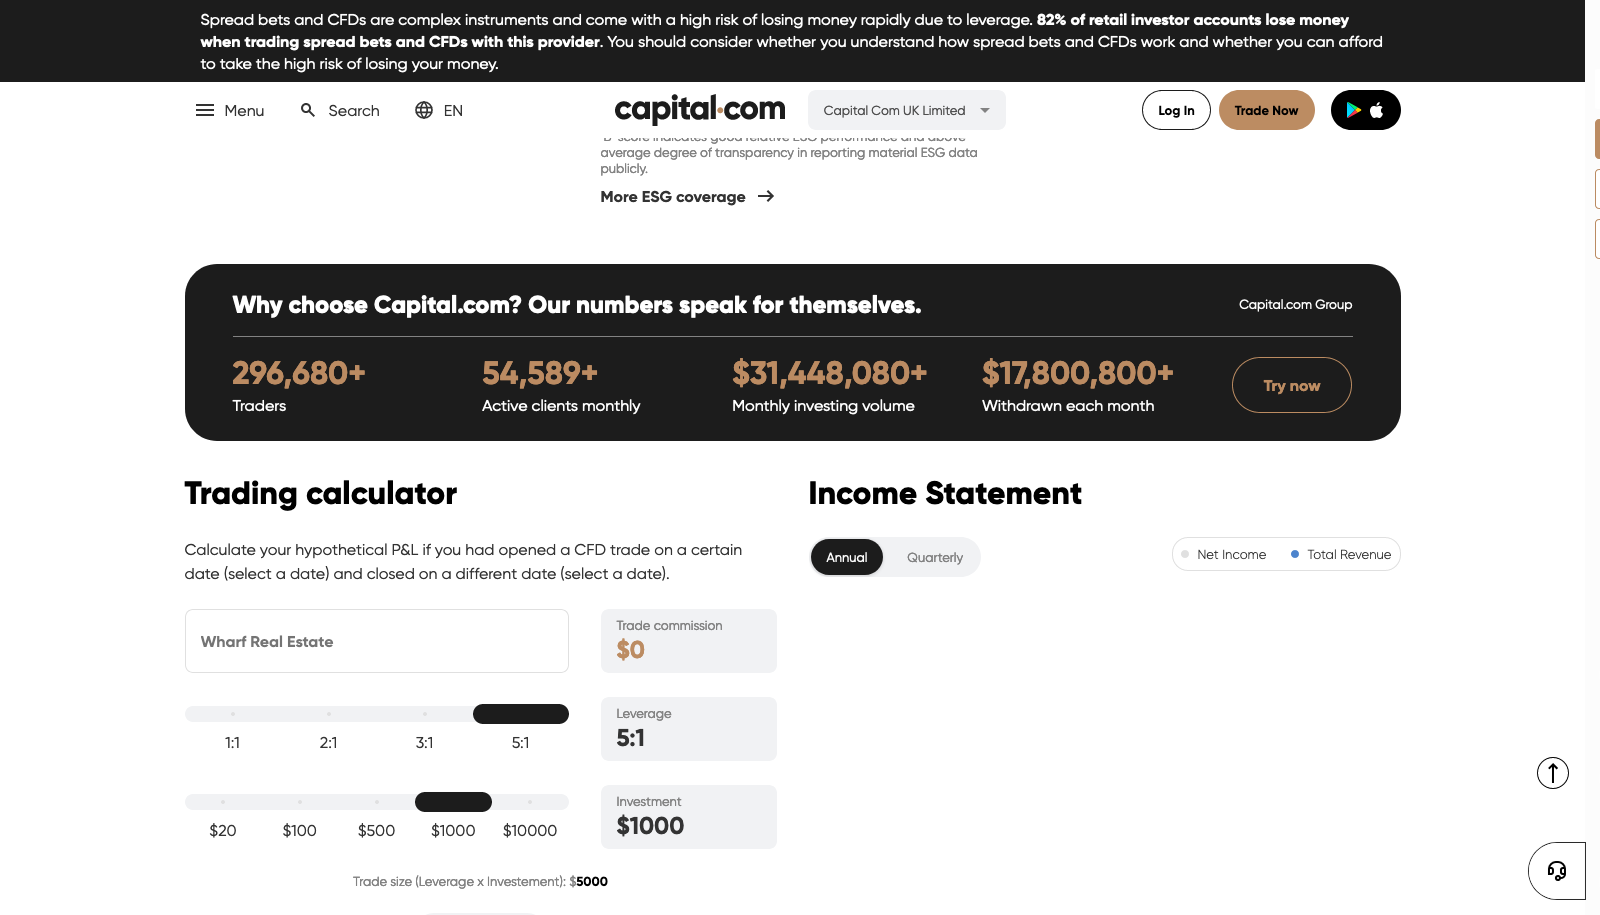 Spread bets and CFDs are complex instruments and come with a high risk of losing money rapidly due to leverage. 82% of retail investor accounts lose money
when trading spread bets and CFDs with this provider. You should consider whether you understand how spread bets and CFDs work and whether you can afford
to take the high risk of losing your money.
Menu
Search
EN
capital.com
Capital Com UK Limited
Log In
Trade Now
'B' score indicates good relative ESG performance and above
average degree of transparency in reporting material ESG data
publicly.
More ESG coverage
Why choose Capital.com? Our numbers speak for themselves.
Capital.com Group
296,680+
Traders
54,589+
Active clients monthly
$31,448,080+
Monthly investing volume
$17,800,800+
Withdrawn each month
Try now
Trading calculator
Calculate your hypothetical P&L if you had opened a CFD trade on a certain
date (select a date) and closed on a different date (select a date).
Wharf Real Estate
Trade commission
$0
1:1
2:1
3:1
5:1
Leverage
5:1
$20
$100
$500
$1000
$10000
Investment
$1000
Trade size (Leverage x Investement): $5000
Income Statement
Annual
Quarterly
Net Income
Total Revenue